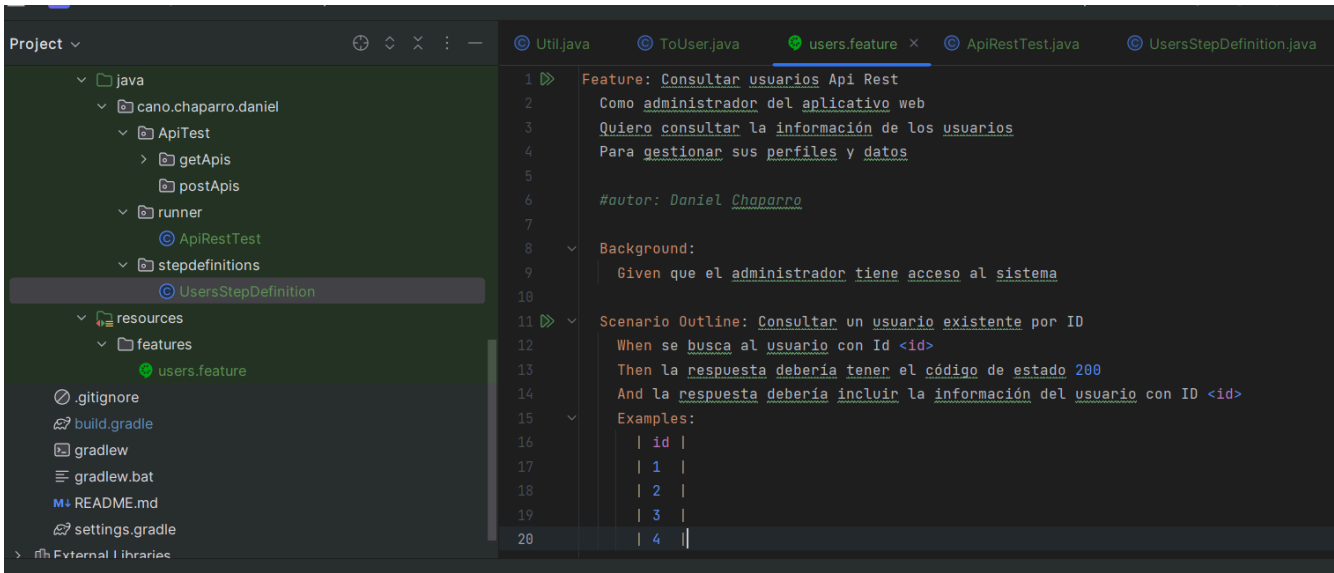 Project
java
cano.chaparro.daniel
ApiTest
getApis
postApis
runner
ApiRestTest
stepdefinitions
UsersStepDefinition
resources
features
users.feature
.gitignore
build.gradle
gradlew
gradlew.bat
README.md
settings.gradle
External Libraries
Util.java ToUser.java users.feature ApiRestTest.java UsersStepDefinition.java
1 Feature: Consultar usuarios Api Rest
2 Como administrador del aplicativo web
3 Quiero consultar la información de los usuarios
4 Para gestionar sus perfiles y datos
5
6 #autor: Daniel Chaparro
7
8 Background:
9 Given que el administrador tiene acceso al sistema
10
11 Scenario Outline: Consultar un usuario existente por ID
12 When se busca al usuario con Id <id>
13 Then la respuesta debería tener el código de estado 200
14 And la respuesta debería incluir la información del usuario con ID <id>
15 Examples:
16 | id |
17 | 1 |
18 | 2 |
19 | 3 |
20 | 4 |